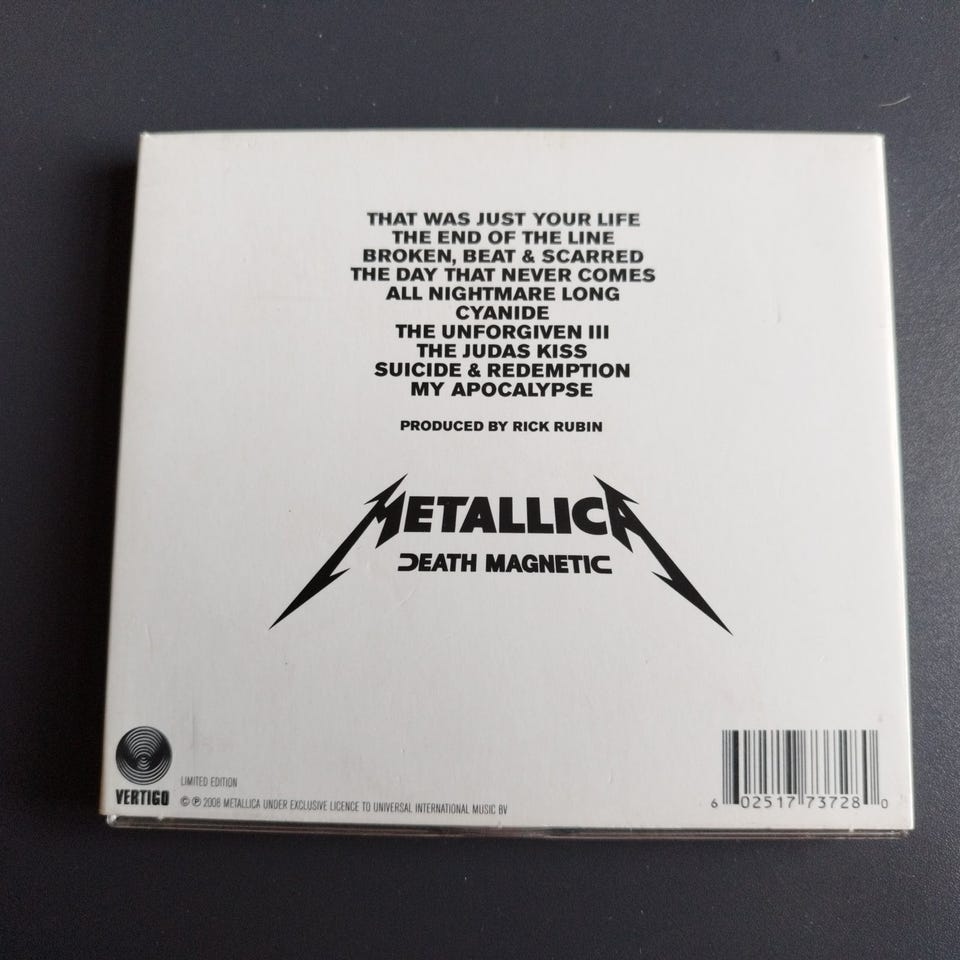 THAT WAS JUST YOUR LIFE
THE END OF THE LINE
BROKEN, BEAT & SCARRED
THE DAY THAT NEVER COMES
ALL NIGHTMARE LONG
CYANIDE
THE UNFORGIVEN III
THE JUDAS KISS
SUICIDE & REDEMPTION
MY APOCALYPSE
PRODUCED BY RICK RUBIN
METALLICA
DEATH MAGNETIC
VERTIGO
LIMITED EDITION
© ℗ 2008 METALLICA UNDER EXCLUSIVE LICENCE TO UNIVERSAL INTERNATIONAL MUSIC BV
6 02517 73728 0